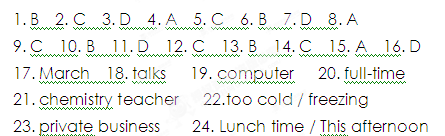 1. B 2. C 3. D 4. A 5. C 6. B 7. D 8. A
9. C 10. B 11. D 12. C 13. B 14. C 15. A 16. D
17. March 18. talks 19. computer 20. full-time
21. chemistry teacher 22.too cold / freezing
23. private business 24. Lunch time / This afternoon